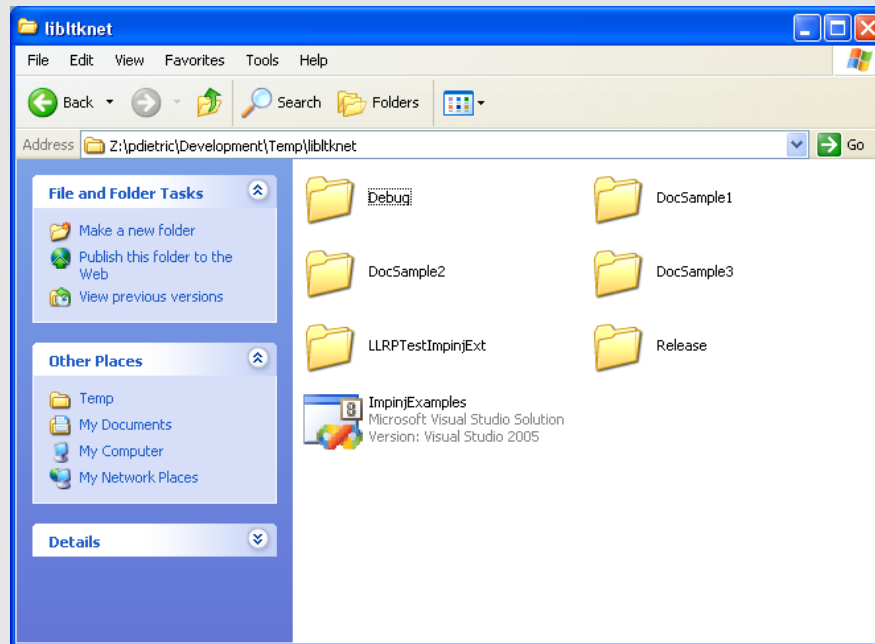 libltknet
File Edit View Favorites Tools Help
Back Search Folders
Address Z:\pdietric\Development\Temp\libltknet Go
File and Folder Tasks
Make a new folder
Publish this folder to the
Web
View previous versions
Other Places
Temp
My Documents
My Computer
My Network Places
Details
Debug DocSample1
DocSample2 DocSample3
LLRPTestImpinjExt Release
8
ImpinjExamples
Microsoft Visual Studio Solution
Version: Visual Studio 2005